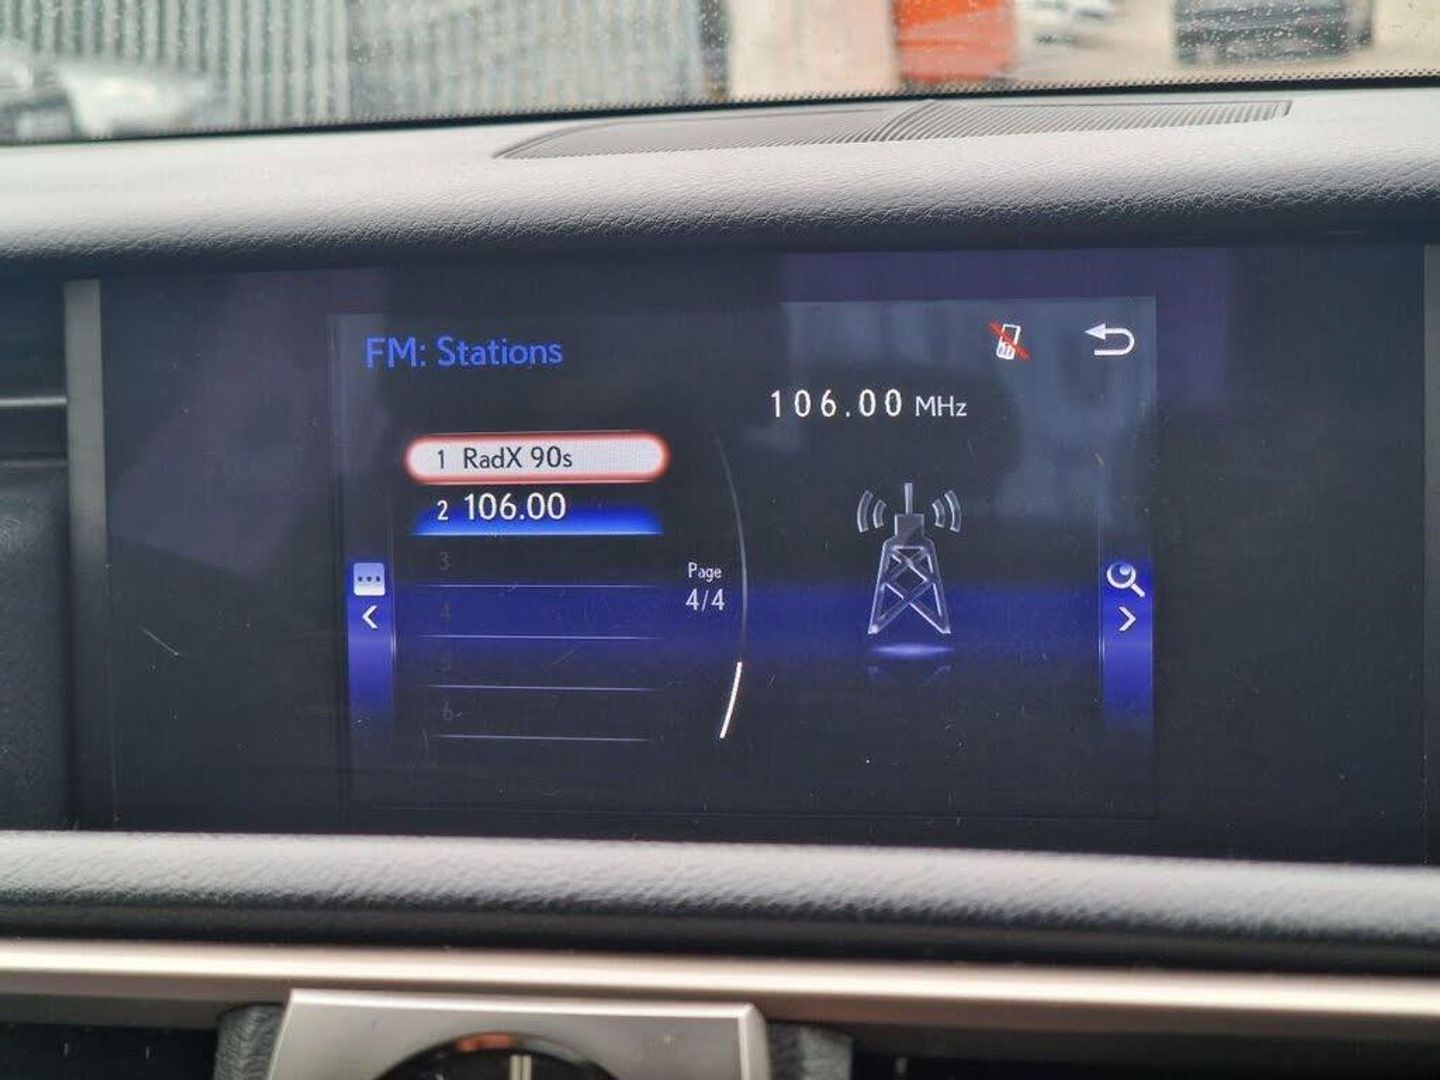 FM: Stations
106.00 MHz
1 RadX 90s
2 106.00
3
4
5
6
Page
4/4